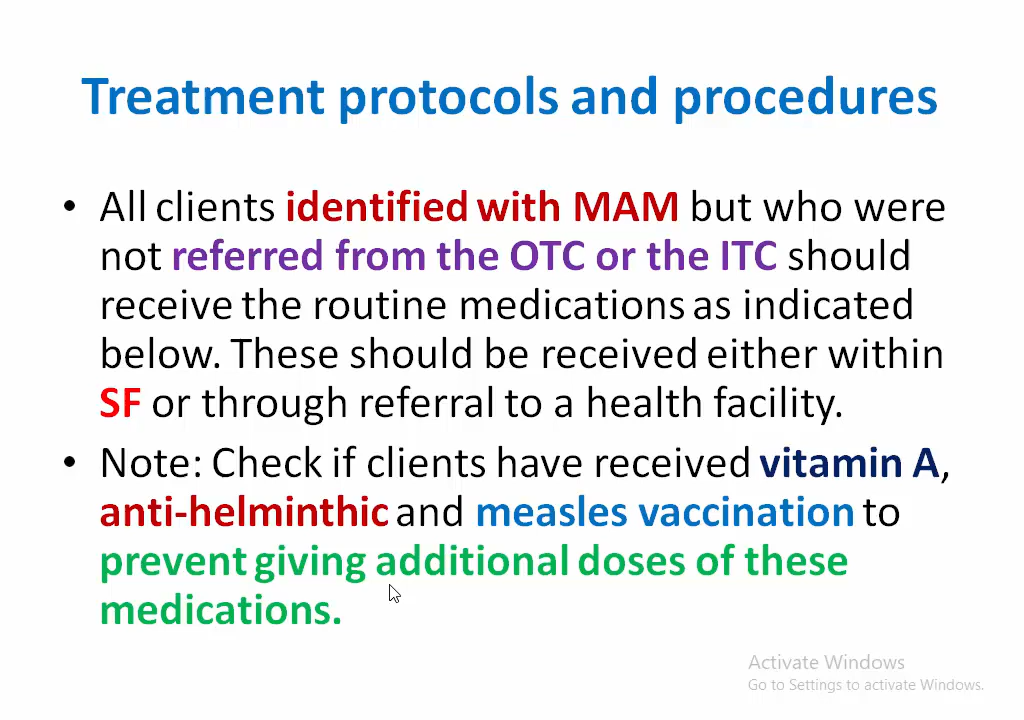 Treatment protocols and procedures
• All clients identified with MAM but who were
not referred from the OTC or the ITC should
receive the routine medications as indicated
below. These should be received either within
SF or through referral to a health facility.
• Note: Check if clients have received vitamin A,
anti-helminthic and measles vaccination to
prevent giving additional doses of these
medications.
Activate Windows
Go to Settings to activate Windows.